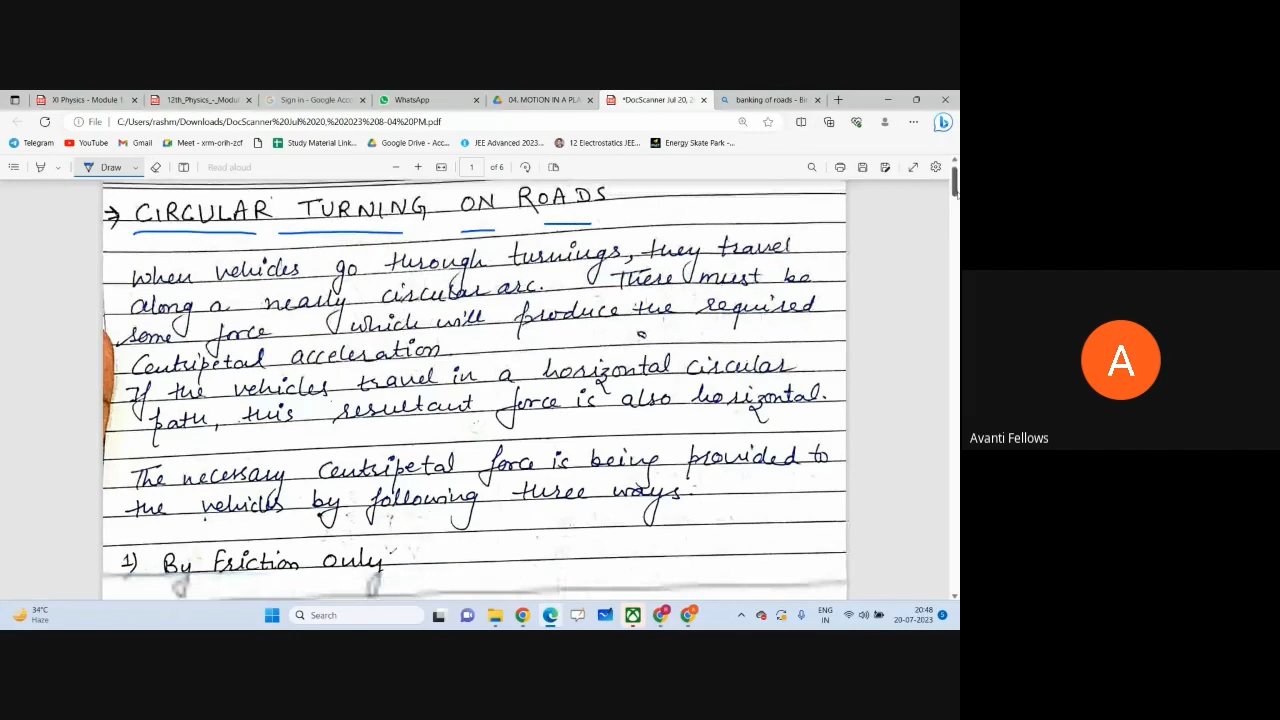 XI Physics - Module 1
12th_Physics_-_Modu
Sign in - Google Acco
WhatsApp
04. MOTION IN A PLA
*DocScanner Jul 20, 2
banking of roads - Bi
File | C:/Users/rashm/Downloads/DocScanner%20Jul%2020,%202023%208-04%20PM.pdf
Telegram YouTube Gmail Meet - xrm-orih-zcf Study Material Link... Google Drive - Acc... JEE Advanced 2023... 12 Electrostatics JEE... Energy Skate Park -...
Draw Read aloud 1 of 6
→ CIRCULAR TURNING ON ROADS
When vehicles go through turnings, they travel
along a nearly circular arc. There must be
some force which will produce the required
Centripetal acceleration.
If the vehicles travel in a horizontal circular
path, this resultant force is also horizontal.
The necessary Centripetal force is being provided to
the vehicles by following three ways.
1) By Friction Only
A
Avanti Fellows
34°C
Haze
Search
ENG
IN
20:48
20-07-2023
5